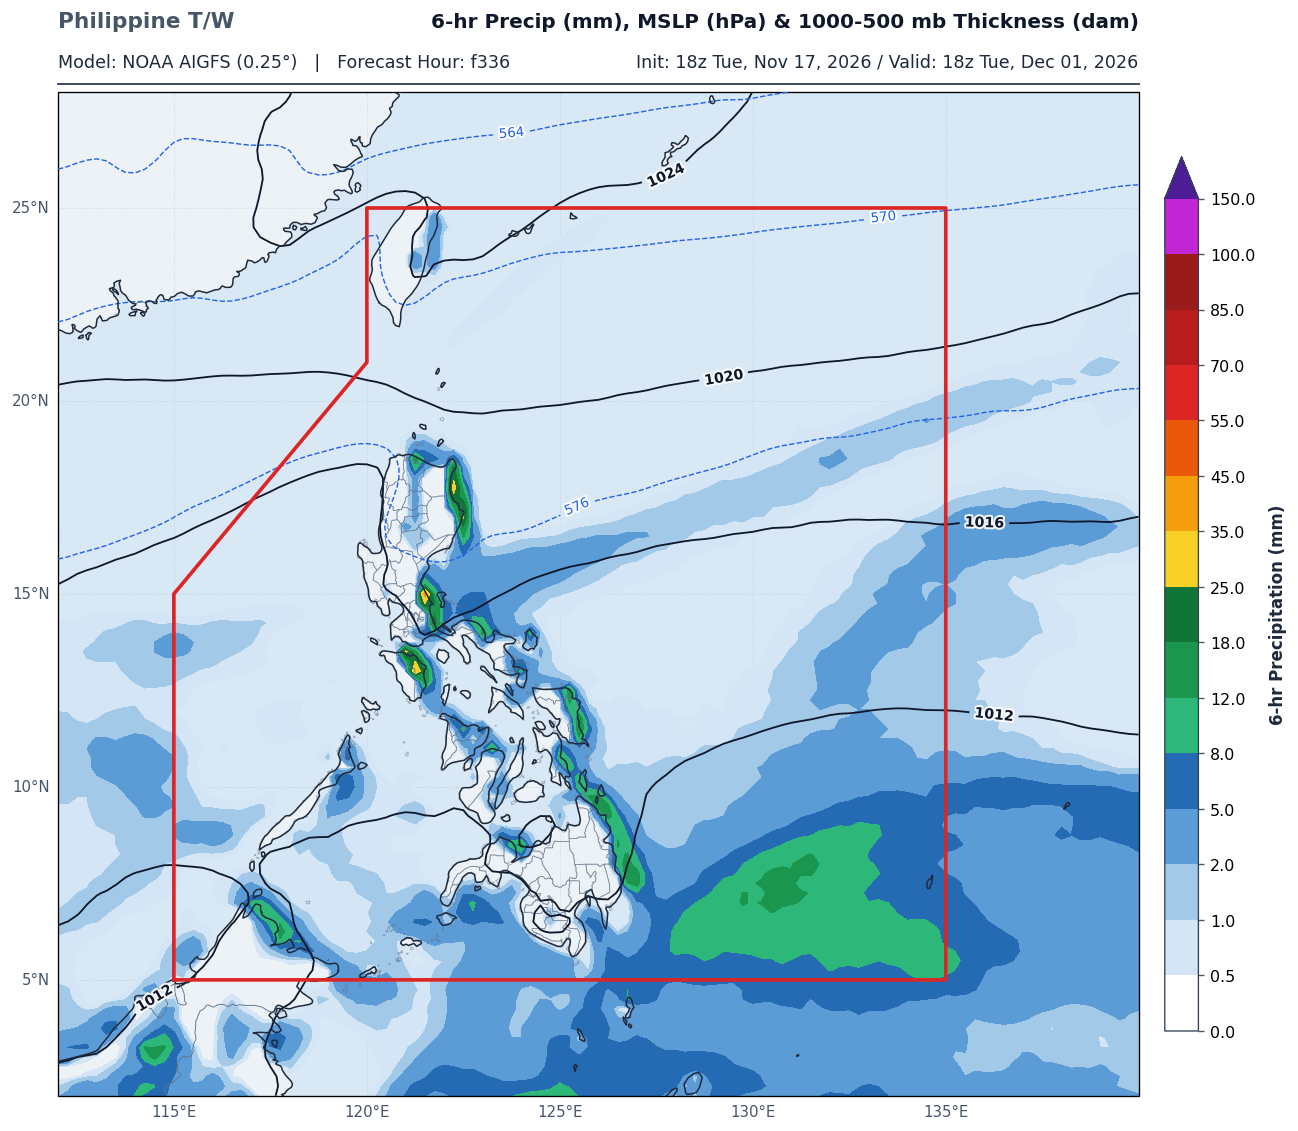 Philippine T/W
6-hr Precip (mm), MSLP (hPa) & 1000-500 mb Thickness (dam)
Model: NOAA AIGFS (0.25°) | Forecast Hour: f336
Init: 18z Tue, Nov 17, 2026 / Valid: 18z Tue, Dec 01, 2026
564
1024
25°N
570
1020
20°N
576
1016
15°N
1012
10°N
5°N
1012
115°E
120°E
125°E
130°E
135°E
150.0
100.0
85.0
70.0
55.0
45.0
35.0
25.0
18.0
12.0
8.0
5.0
2.0
1.0
0.5
0.0
6-hr Precipitation (mm)